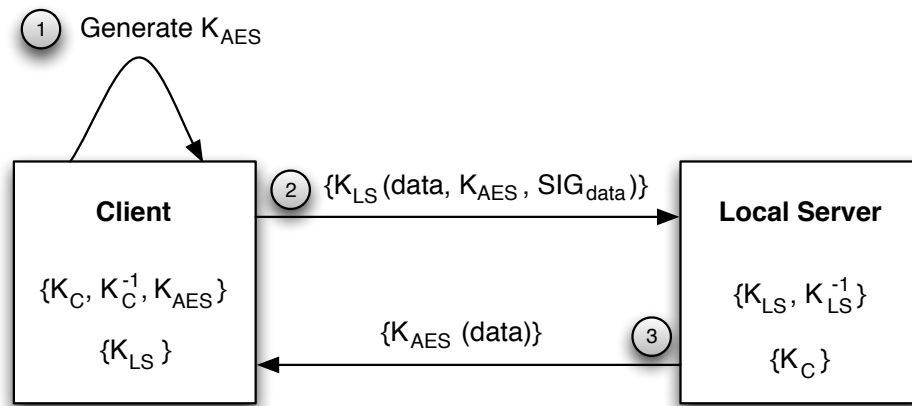 1 Generate K_AES
2 {K_LS(data, K_AES, SIG_data)}
Client
Local Server
{K_C, K_C^-1, K_AES}
{K_LS}
{K_LS, K_LS^-1}
{K_C}
{K_AES (data)}
3